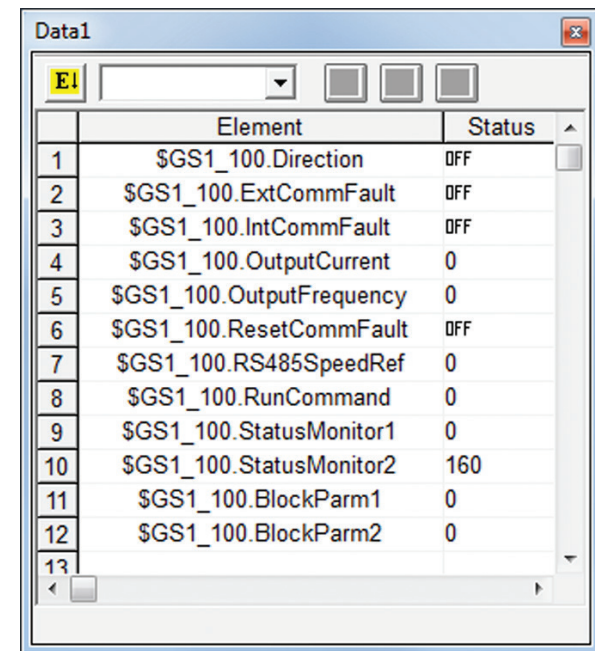 Data1
E↓
Element Status
1 $GS1_100.Direction OFF
2 $GS1_100.ExtCommFault OFF
3 $GS1_100.IntCommFault OFF
4 $GS1_100.OutputCurrent 0
5 $GS1_100.OutputFrequency 0
6 $GS1_100.ResetCommFault OFF
7 $GS1_100.RS485SpeedRef 0
8 $GS1_100.RunCommand 0
9 $GS1_100.StatusMonitor1 0
10 $GS1_100.StatusMonitor2 160
11 $GS1_100.BlockParm1 0
12 $GS1_100.BlockParm2 0
13